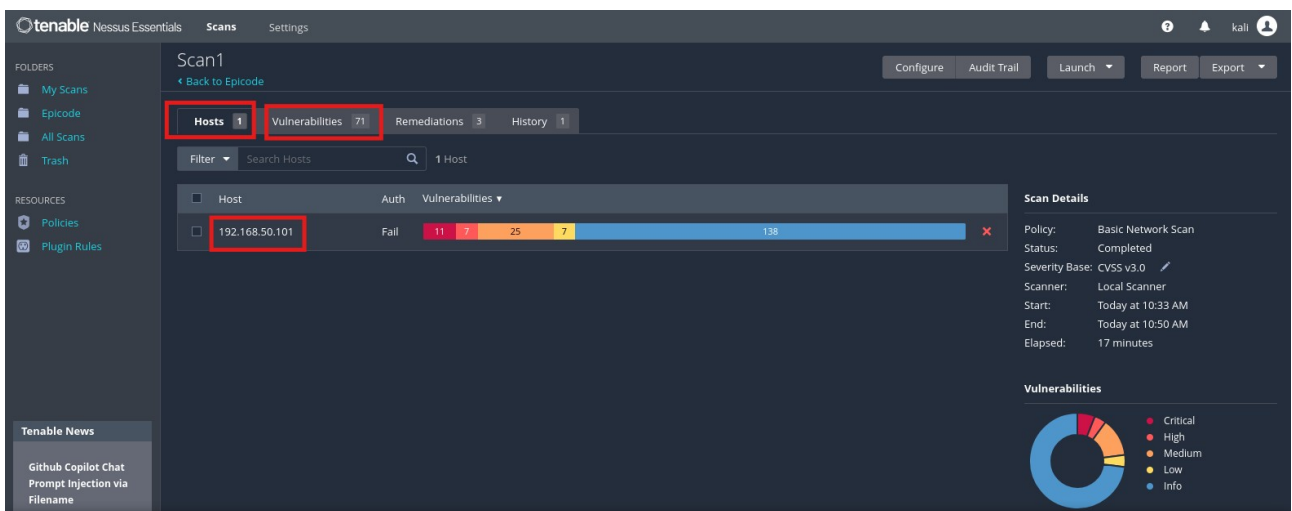 tenable Nessus Essentials Scans Settings kali
FOLDERS
My Scans
Epicode
All Scans
Trash
RESOURCES
Policies
Plugin Rules
Tenable News
Github Copilot Chat
Prompt Injection via
Filename
Scan1
Back to Epicode
Configure Audit Trail Launch Report Export
Hosts 1 Vulnerabilities 71 Remediations 3 History 1
Filter Search Hosts 1 Host
Host Auth Vulnerabilities
192.168.50.101 Fail 11 7 25 7 138
Scan Details
Policy: Basic Network Scan
Status: Completed
Severity Base: CVSS v3.0
Scanner: Local Scanner
Start: Today at 10:33 AM
End: Today at 10:50 AM
Elapsed: 17 minutes
Vulnerabilities
Critical
High
Medium
Low
Info